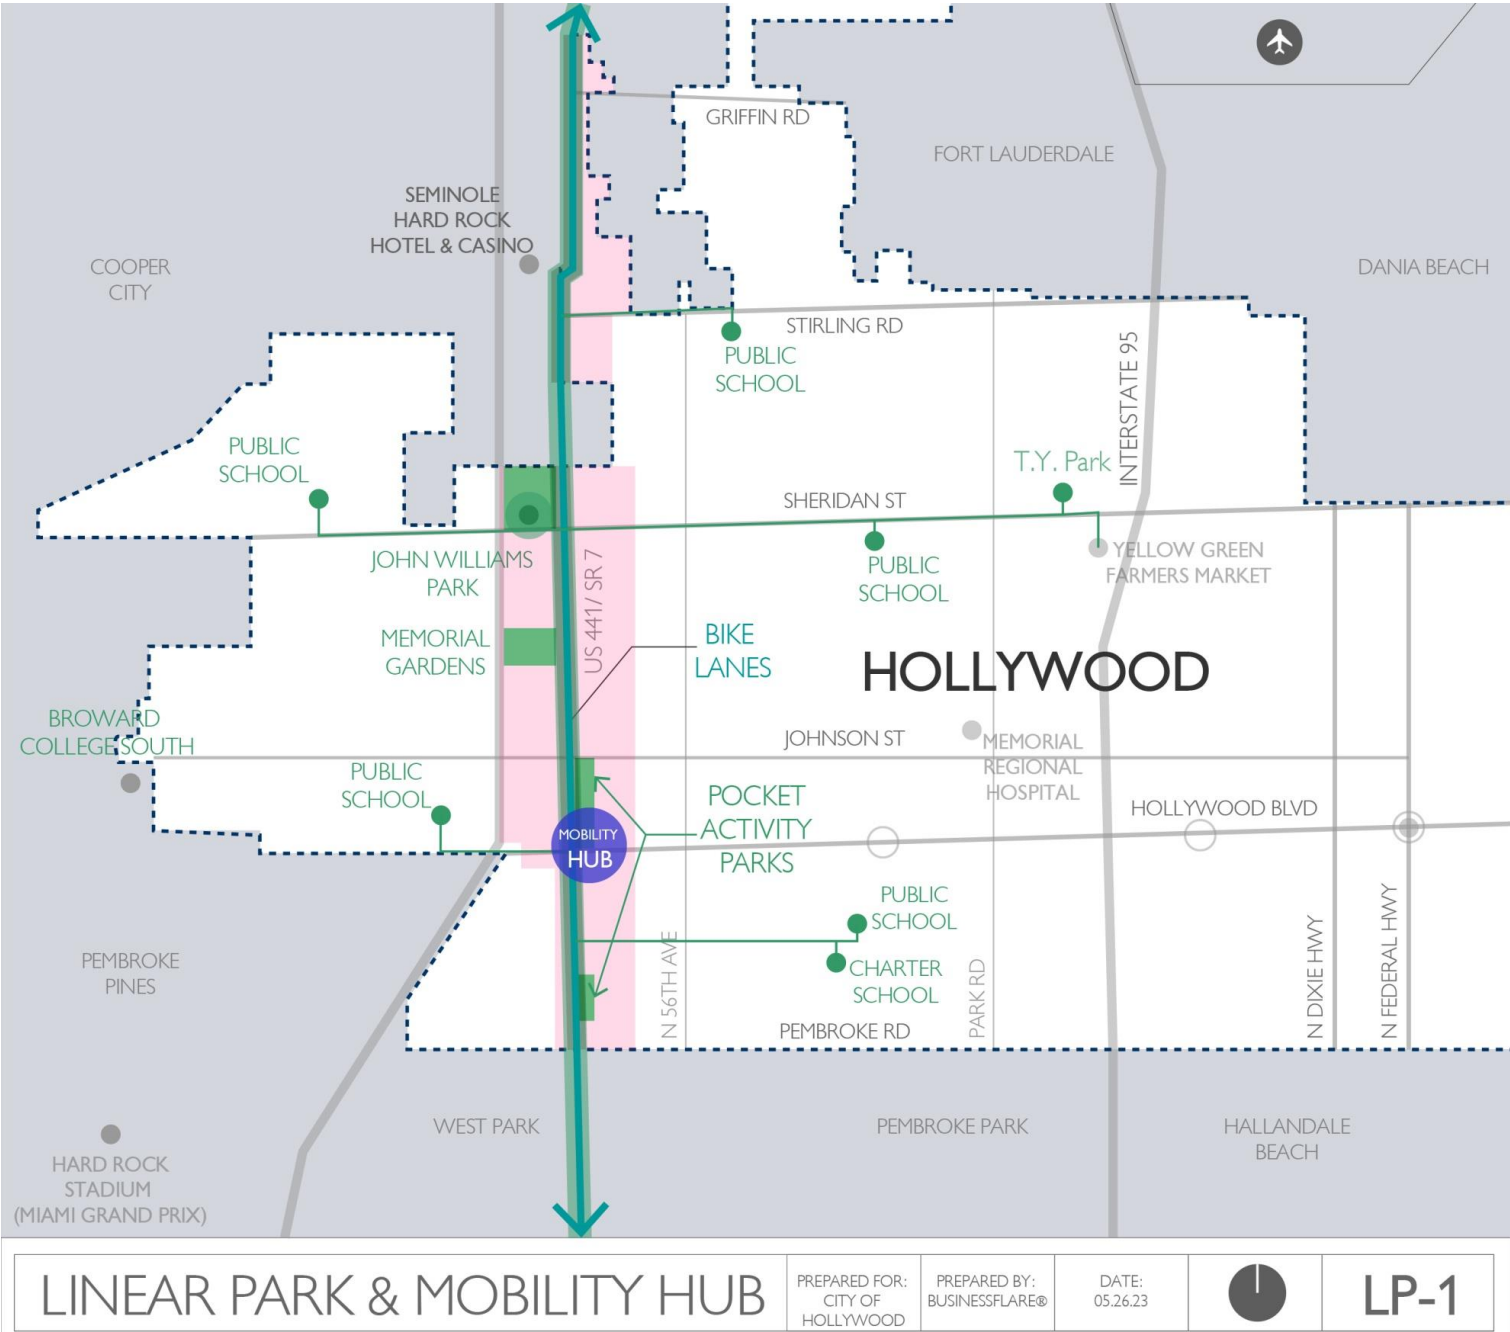 GRIFFIN RD
FORT LAUDERDALE
SEMINOLE
HARD ROCK
HOTEL & CASINO
COOPER
CITY
DANIA BEACH
STIRLING RD
PUBLIC
SCHOOL
INTERSTATE 95
PUBLIC
SCHOOL
T.Y. Park
SHERIDAN ST
JOHN WILLIAMS
PARK
US 441/ SR 7
PUBLIC
SCHOOL
YELLOW GREEN
FARMERS MARKET
MEMORIAL
GARDENS
BIKE
LANES
HOLLYWOOD
BROWARD
COLLEGE SOUTH
JOHNSON ST
MEMORIAL
REGIONAL
HOSPITAL
PUBLIC
SCHOOL
POCKET
ACTIVITY
PARKS
HOLLYWOOD BLVD
MOBILITY
HUB
PUBLIC
SCHOOL
CHARTER
SCHOOL
PEMBROKE
PINES
N 56TH AVE
PARK RD
N DIXIE HWY
N FEDERAL HWY
PEMBROKE RD
WEST PARK
PEMBROKE PARK
HALLANDALE
BEACH
HARD ROCK
STADIUM
(MIAMI GRAND PRIX)
LINEAR PARK & MOBILITY HUB
PREPARED FOR:
CITY OF
HOLLYWOOD
PREPARED BY:
BUSINESSFLARE®
DATE:
05.26.23
LP-1